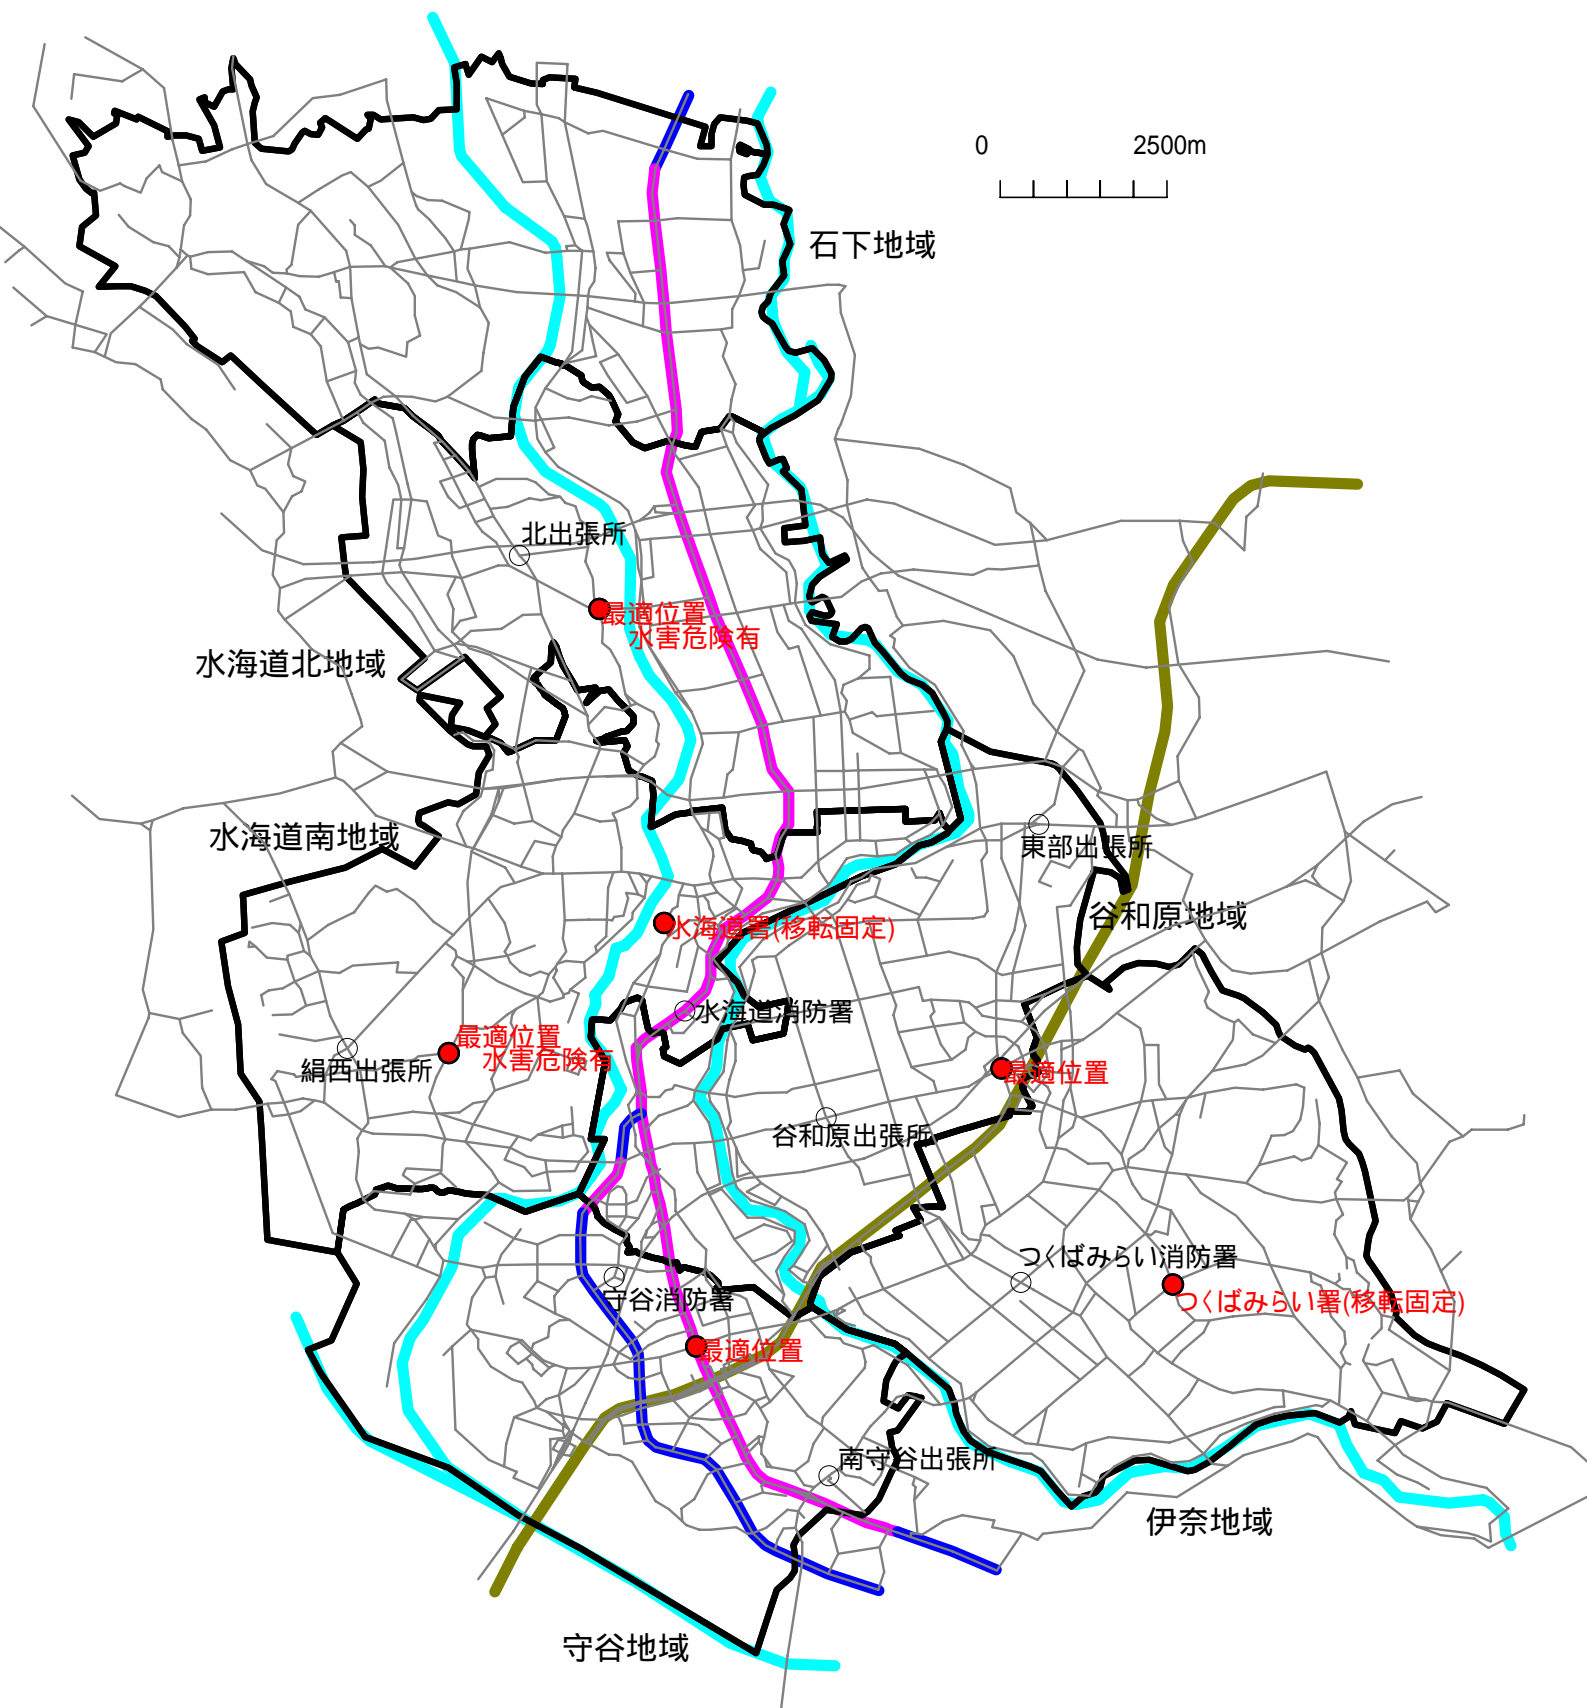 0 2500m
石下地域
北出張所
最適位置
水害危険有
水海道北地域
水海道南地域
東部出張所
谷和原地域
水海道署(移転固定)
水海道消防署
最適位置
水害危険有
絹西出張所
最適位置
谷和原出張所
つくばみらい消防署
守谷消防署
つくばみらい署(移転固定)
最適位置
南守谷出張所
伊奈地域
守谷地域